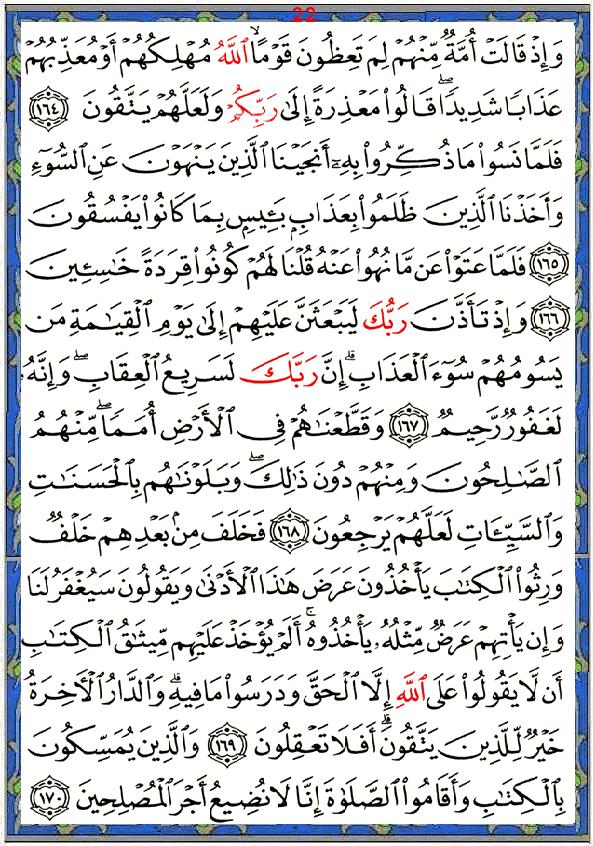 22
وَإِذۡ قَالَتۡ أُمَّةٞ مِّنۡهُمۡ لِمَ تَعِظُونَ قَوۡمًا ٱللَّهُ مُهۡلِكُهُمۡ أَوۡ مُعَذِّبُهُمۡ
عَذَابٗا شَدِيدٗاۖ قَالُواْ مَعۡذِرَةً إِلَىٰ رَبِّكُمۡ وَلَعَلَّهُمۡ يَتَّقُونَ ١٦٤
فَلَمَّا نَسُواْ مَا ذُكِّرُواْ بِهِۦٓ أَنجَيۡنَا ٱلَّذِينَ يَنۡهَوۡنَ عَنِ ٱلسُّوٓءِ
وَأَخَذۡنَا ٱلَّذِينَ ظَلَمُواْ بِعَذَابِۭ بَـِٔيسِۭ بِمَا كَانُواْ يَفۡسُقُونَ
١٦٥ فَلَمَّا عَتَوۡاْ عَن مَّا نُهُواْ عَنۡهُ قُلۡنَا لَهُمۡ كُونُواْ قِرَدَةً خَٰسِـِٔينَ
١٦٦ وَإِذۡ تَأَذَّنَ رَبُّكَ لَيَبۡعَثَنَّ عَلَيۡهِمۡ إِلَىٰ يَوۡمِ ٱلۡقِيَٰمَةِ مَن
يَسُومُهُمۡ سُوٓءَ ٱلۡعَذَابِۗ إِنَّ رَبَّكَ لَسَرِيعُ ٱلۡعِقَابِۖ وَإِنَّهُۥ
لَغَفُورٞ رَّحِيمٞ ١٦٧ وَقَطَّعۡنَٰهُمۡ فِي ٱلۡأَرۡضِ أُمَمٗاۖ مِّنۡهُمُ
ٱلصَّٰلِحُونَ وَمِنۡهُمۡ دُونَ ذَٰلِكَۖ وَبَلَوۡنَٰهُم بِٱلۡحَسَنَٰتِ
وَٱلسَّيِّـَٔاتِ لَعَلَّهُمۡ يَرۡجِعُونَ ١٦٨ فَخَلَفَ مِنۢ بَعۡدِهِمۡ خَلۡفٞ
وَرِثُواْ ٱلۡكِتَٰبَ يَأۡخُذُونَ عَرَضَ هَٰذَا ٱلۡأَدۡنَىٰ وَيَقُولُونَ سَيُغۡفَرُ لَنَا
وَإِن يَأۡتِهِمۡ عَرَضٞ مِّثۡلُهُۥ يَأۡخُذُوهُۚ أَلَمۡ يُؤۡخَذۡ عَلَيۡهِم مِّيثَٰقُ ٱلۡكِتَٰبِ
أَن لَّا يَقُولُواْ عَلَى ٱللَّهِ إِلَّا ٱلۡحَقَّ وَدَرَسُواْ مَا فِيهِۗ وَٱلدَّارُ ٱلۡأٓخِرَةُ
خَيۡرٞ لِّلَّذِينَ يَتَّقُونَۚ أَفَلَا تَعۡقِلُونَ ١٦٩ وَٱلَّذِينَ يُمَسِّكُونَ
بِٱلۡكِتَٰبِ وَأَقَامُواْ ٱلصَّلَوٰةَ إِنَّا لَا نُضِيعُ أَجۡرَ ٱلۡمُصۡلِحِينَ ١٧٠